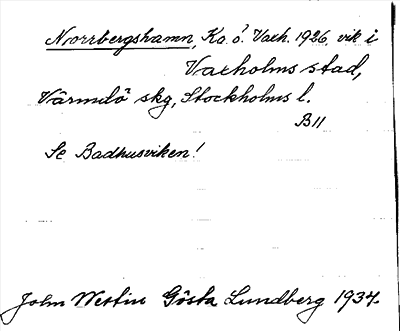 Norrbergshamn, Ka. ö? Vaxh. 1926, vik i
Vaxholms stad,
Värmdö skg, Stockholms l.
B11
Se Badhusviken!
John Westin Gösta Lundberg 1934.